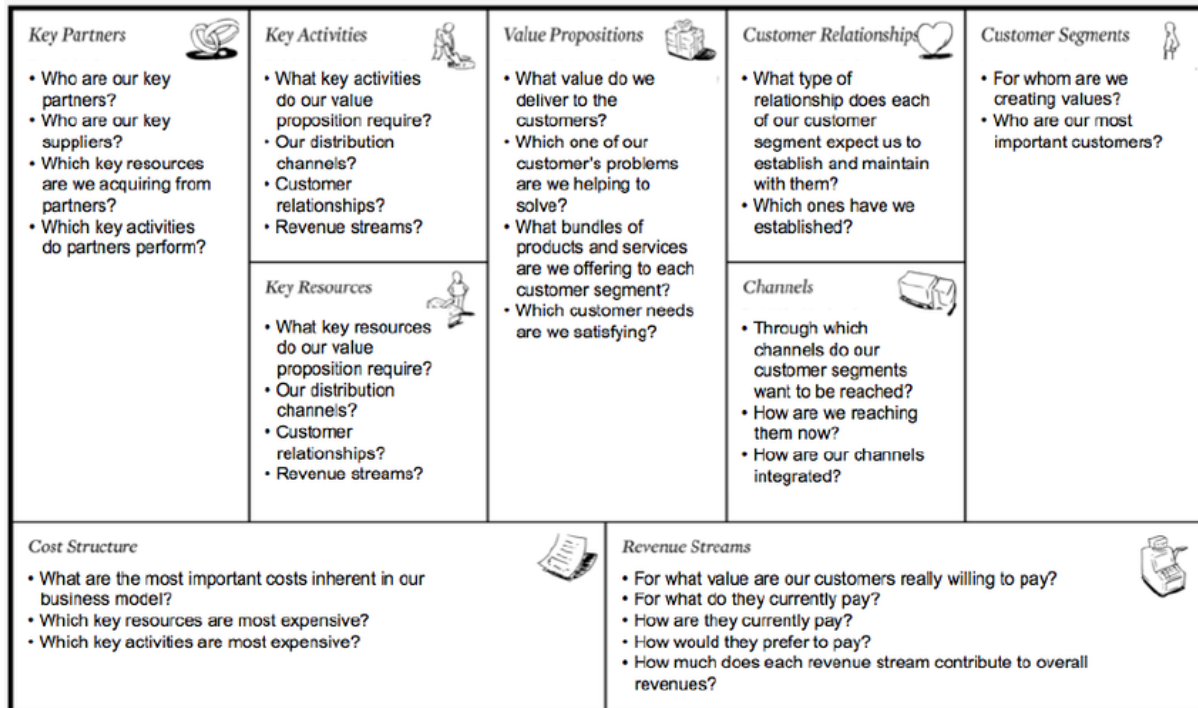 Key Partners
• Who are our key
partners?
• Who are our key
suppliers?
• Which key resources
are we acquiring from
partners?
• Which key activities
do partners perform?
Key Activities
• What key activities
do our value
proposition require?
• Our distribution
channels?
• Customer
relationships?
• Revenue streams?
Key Resources
• What key resources
do our value
proposition require?
• Our distribution
channels?
• Customer
relationships?
• Revenue streams?
Value Propositions
• What value do we
deliver to the
customers?
• Which one of our
customer's problems
are we helping to
solve?
• What bundles of
products and services
are we offering to each
customer segment?
• Which customer needs
are we satisfying?
Customer Relationships
• What type of
relationship does each
of our customer
segment expect us to
establish and maintain
with them?
• Which ones have we
established?
Channels
• Through which
channels do our
customer segments
want to be reached?
• How are we reaching
them now?
• How are our channels
integrated?
Customer Segments
• For whom are we
creating values?
• Who are our most
important customers?
Cost Structure
• What are the most important costs inherent in our
business model?
• Which key resources are most expensive?
• Which key activities are most expensive?
Revenue Streams
• For what value are our customers really willing to pay?
• For what do they currently pay?
• How are they currently pay?
• How would they prefer to pay?
• How much does each revenue stream contribute to overall
revenues?